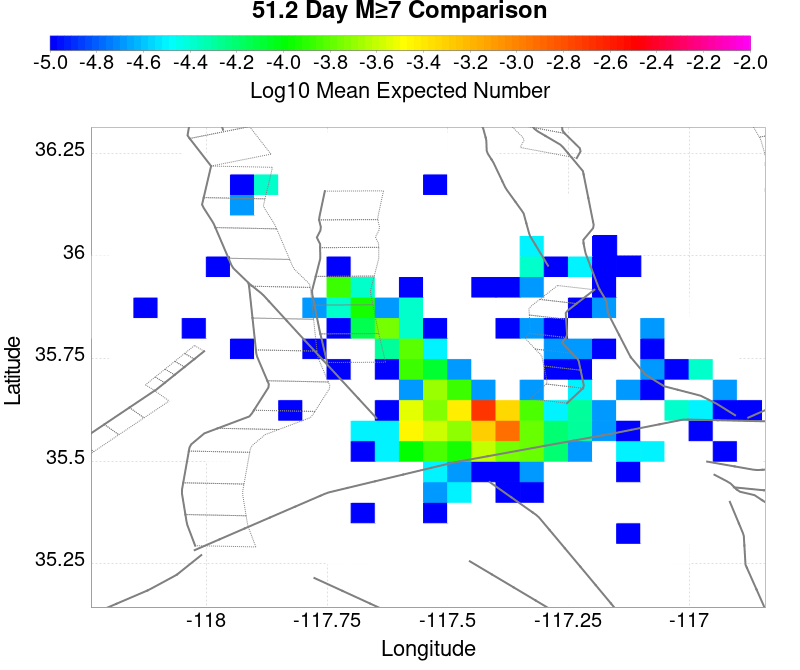 51.2 Day M≥7 Comparison
-5.0 -4.8 -4.6 -4.4 -4.2 -4.0 -3.8 -3.6 -3.4 -3.2 -3.0 -2.8 -2.6 -2.4 -2.2 -2.0
Log10 Mean Expected Number
36.25
36
35.75
35.5
35.25
Latitude
-118 -117.75 -117.5 -117.25 -117
Longitude